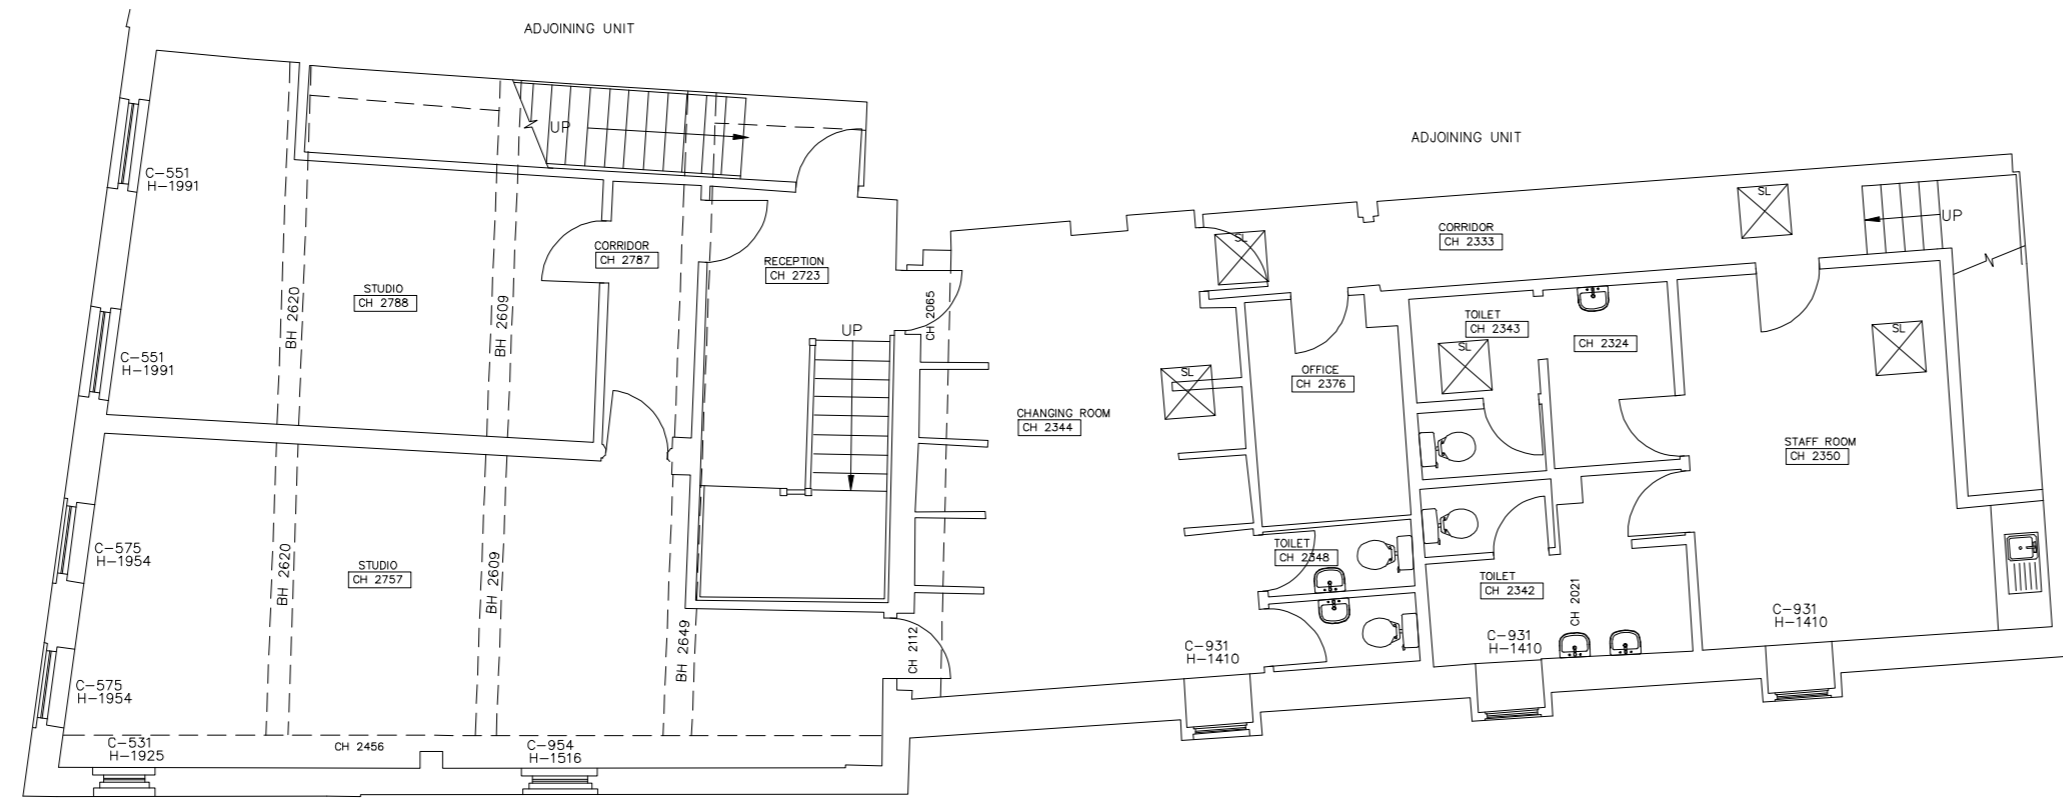 ADJOINING UNIT
ADJOINING UNIT
UP
C-551
H-1991
CORRIDOR
CH 2787
RECEPTION
CH 2723
STUDIO
CH 2788
BH 2620
BH 2609
C-551
H-1991
UP
CH 2065
SL
CORRIDOR
CH 2333
SL
UP
TOILET
CH 2343
CH 2324
SL
SL
OFFICE
CH 2376
SL
CHANGING ROOM
CH 2344
STAFF ROOM
CH 2350
C-575
H-1954
STUDIO
CH 2757
BH 2620
BH 2609
BH 2649
TOILET
CH 2348
TOILET
CH 2342
CH 2021
C-931
H-1410
C-931
H-1410
C-931
H-1410
CH 2112
C-575
H-1954
C-531
H-1925
CH 2456
C-954
H-1516